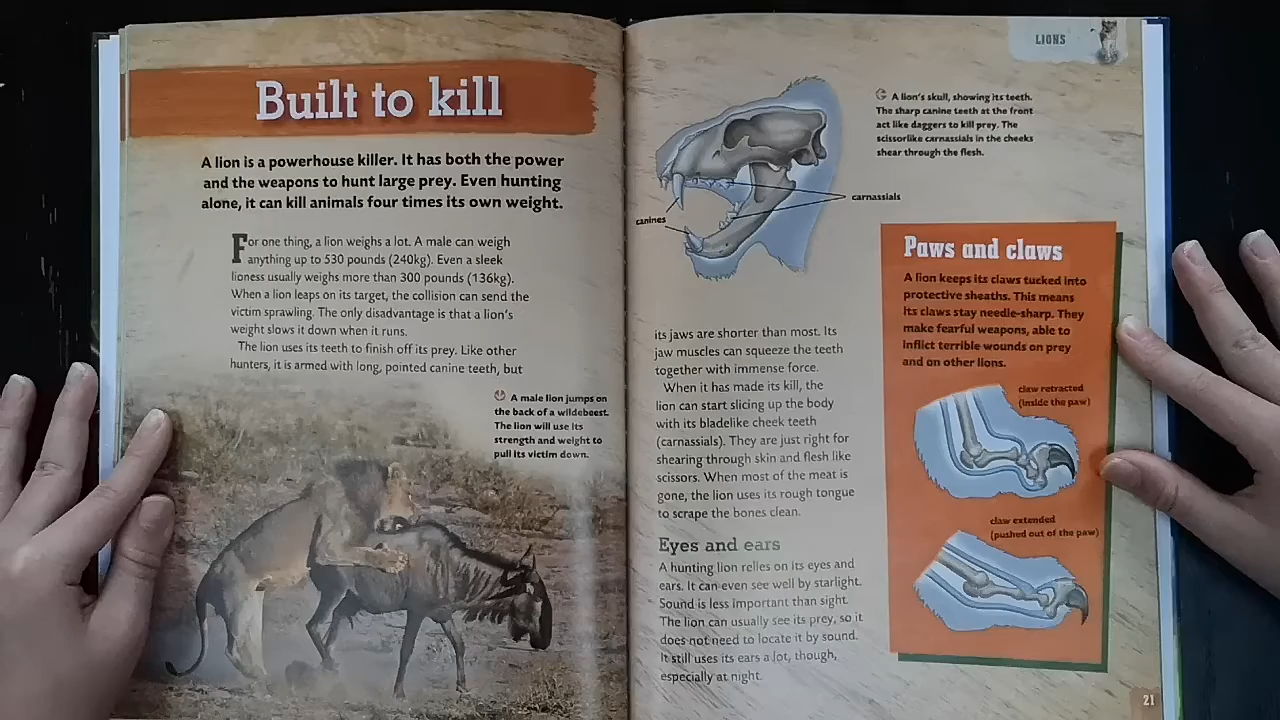 Built to kill
A lion is a powerhouse killer. It has both the power
and the weapons to hunt large prey. Even hunting
alone, it can kill animals four times its own weight.
For one thing, a lion weighs a lot. A male can weigh
anything up to 530 pounds (240kg). Even a sleek
lioness usually weighs more than 300 pounds (136kg).
When a lion leaps on its target, the collision can send the
victim sprawling. The only disadvantage is that a lion's
weight slows it down when it runs.
The lion uses its teeth to finish off its prey. Like other
hunters, it is armed with long, pointed canine teeth, but
A male lion jumps on
the back of a wildebeest.
The lion will use its
strength and weight to
pull its victim down.
LIONS
A lion's skull, showing its teeth.
The sharp canine teeth at the front
act like daggers to kill prey. The
scissorlike carnassials in the cheeks
shear through the flesh.
carnassials
canines
its jaws are shorter than most. Its
jaw muscles can squeeze the teeth
together with immense force.
When it has made its kill, the
lion can start slicing up the body
with its bladelike cheek teeth
(carnassials). They are just right for
shearing through skin and flesh like
scissors. When most of the meat is
gone, the lion uses its rough tongue
to scrape the bones clean.
Eyes and ears
A hunting lion relies on its eyes and
ears. It can even see well by starlight.
Sound is less important than sight.
The lion can usually see its prey, so it
does not need to locate it by sound.
It still uses its ears a lot, though,
especially at night.
Paws and claws
A lion keeps its claws tucked into
protective sheaths. This means
its claws stay needle-sharp. They
make fearful weapons, able to
inflict terrible wounds on prey
and on other lions.
claw retracted
(inside the paw)
claw extended
(pushed out of the paw)
21